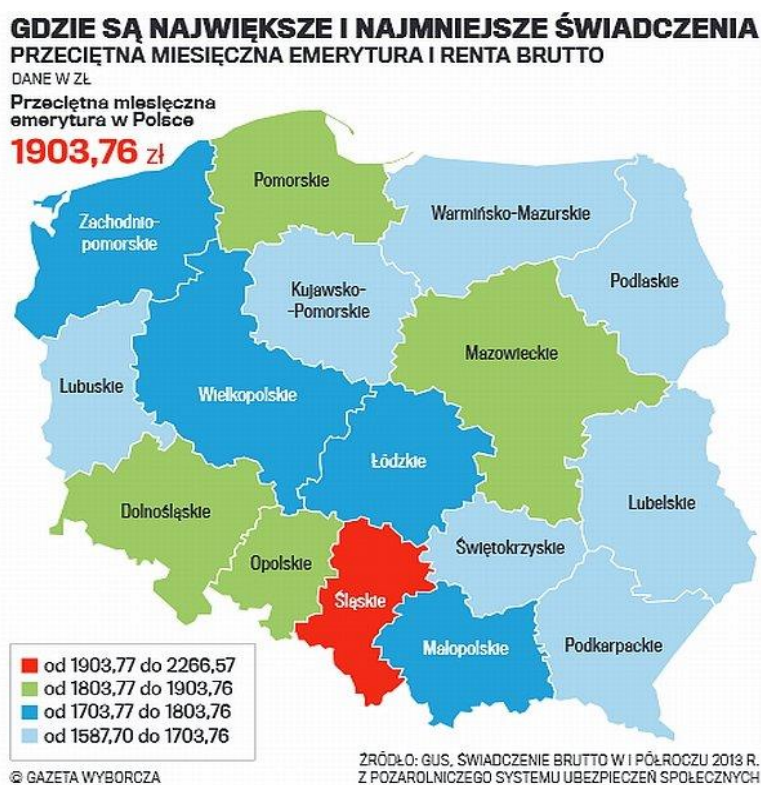 GDZIE SĄ NAJWIĘKSZE I NAJMNIEJSZE ŚWIADCZENIA
PRZECIĘTNA MIESIĘCZNA EMERYTURA I RENTA BRUTTO
DANE W ZŁ
Przeciętna miesięczna
emerytura w Polsce
1903,76 zł
Pomorskie
Warmińsko-Mazurskie
Zachodnio-
pomorskie
Podlaskie
Kujawsko-
-Pomorskie
Mazowieckie
Lubuskie
Wielkopolskie
Łódzkie
Lubelskie
Dolnośląskie
Świętokrzyskie
Opolskie
Śląskie
Małopolskie
Podkarpackie
od 1903,77 do 2266,57
od 1803,77 do 1903,76
od 1703,77 do 1803,76
od 1587,70 do 1703,76
ŹRÓDŁO: GUS, ŚWIADCZENIE BRUTTO W I PÓŁROCZU 2013 R.
Z POZAROLNICZEGO SYSTEMU UBEZPIECZEŃ SPOŁECZNYCH
© GAZETA WYBORCZA